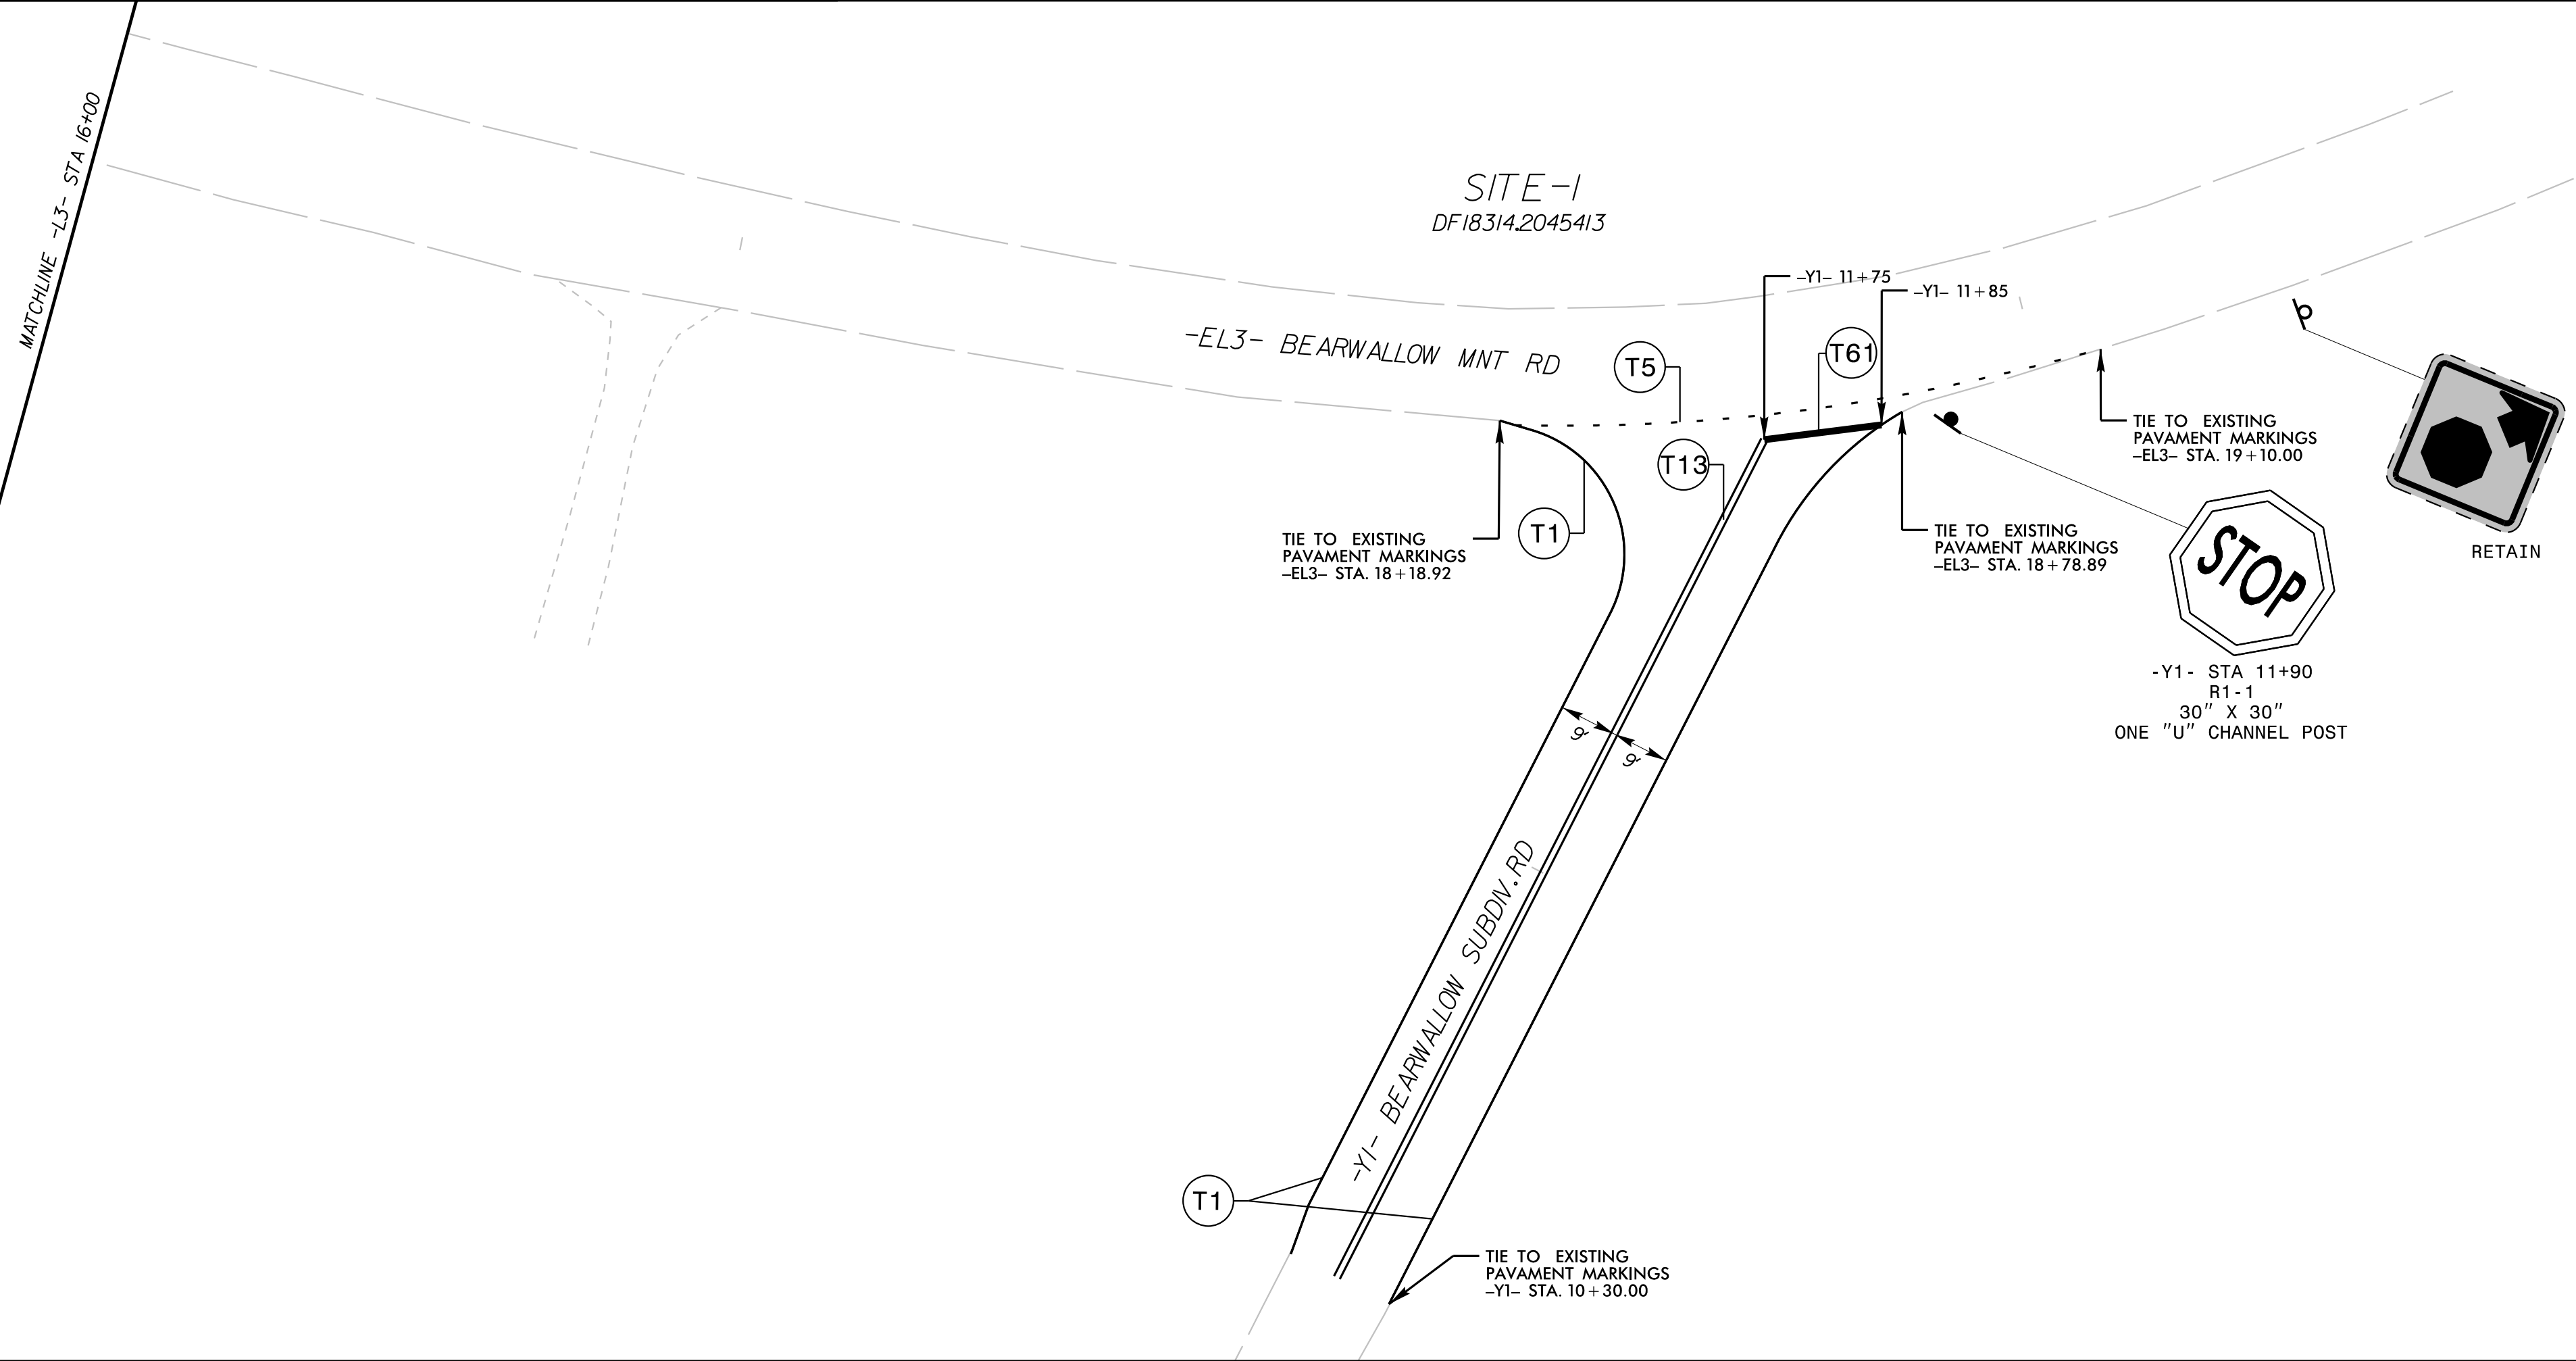 MATCHLINE -L3- STA 16+00
SITE-1
DF18314.2045413
-Y1- 11+75
-Y1- 11+85
-EL3- BEARWALLOW MNT RD
T5
T61
T13
T1
TIE TO EXISTING
PAVAMENT MARKINGS
-EL3- STA. 18+18.92
TIE TO EXISTING
PAVAMENT MARKINGS
-EL3- STA. 18+78.89
TIE TO EXISTING
PAVAMENT MARKINGS
-EL3- STA. 19+10.00
RETAIN
STOP
-Y1- STA 11+90
R1-1
30" X 30"
ONE "U" CHANNEL POST
9'
9'
-Y1- BEARWALLOW SUBDIV. RD
T1
TIE TO EXISTING
PAVAMENT MARKINGS
-Y1- STA. 10+30.00